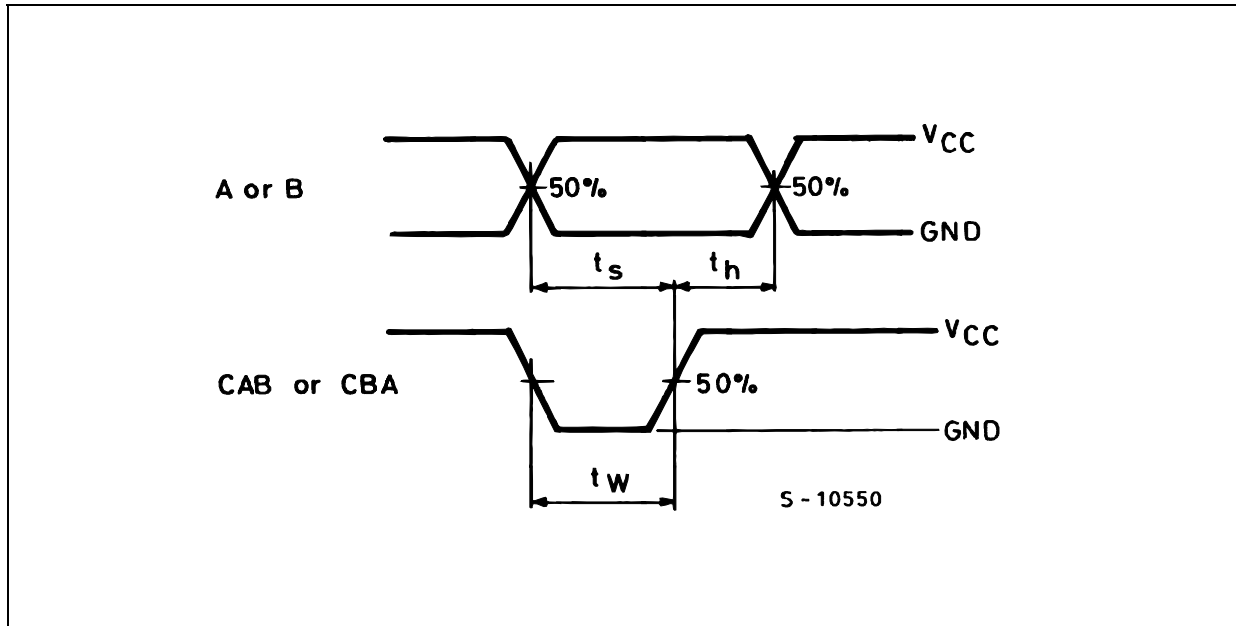 VCC
A or B
50%
50%
GND
ts
th
VCC
CAB or CBA
50%
GND
tW
S-10550